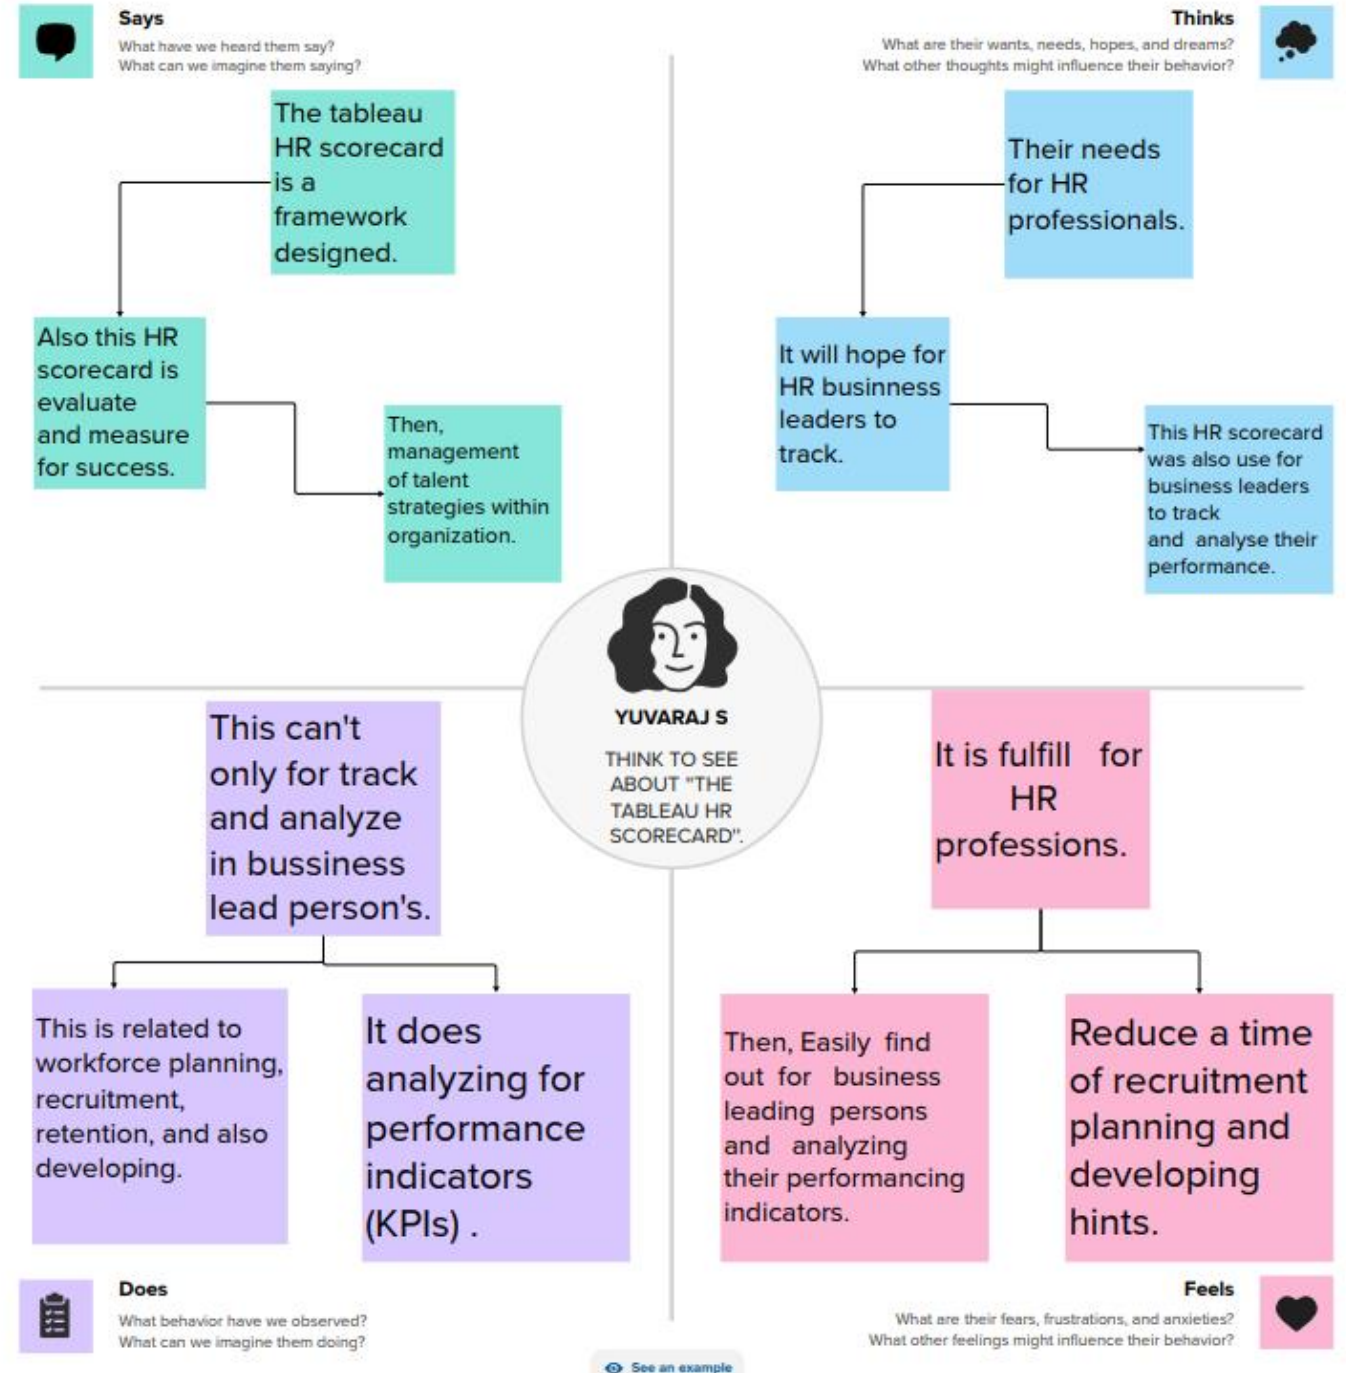 Says
What have we heard them say?
What can we imagine them saying?
The tableau
HR scorecard
is a
framework
designed.
Also this HR
scorecard is
evaluate
and measure
for success.
Then,
management
of talent
strategies within
organization.
Thinks
What are their wants, needs, hopes, and dreams?
What other thoughts might influence their behavior?
Their needs
for HR
professionals.
It will hope for
HR businness
leaders to
track.
This HR scorecard
was also use for
business leaders
to track
and analyse their
performance.
YUVARAJ S
THINK TO SEE
ABOUT "THE
TABLEAU HR
SCORECARD".
This can't
only for track
and analyze
in bussiness
lead person's.
This is related to
workforce planning,
recruitment,
retention, and also
developing.
It does
analyzing for
performance
indicators
(KPIs) .
Does
What behavior have we observed?
What can we imagine them doing?
It is fulfill for
HR
professions.
Then, Easily find
out for business
leading persons
and analyzing
their performancing
indicators.
Reduce a time
of recruitment
planning and
developing
hints.
Feels
What are their fears, frustrations, and anxieties?
What other feelings might influence their behavior?
See an example